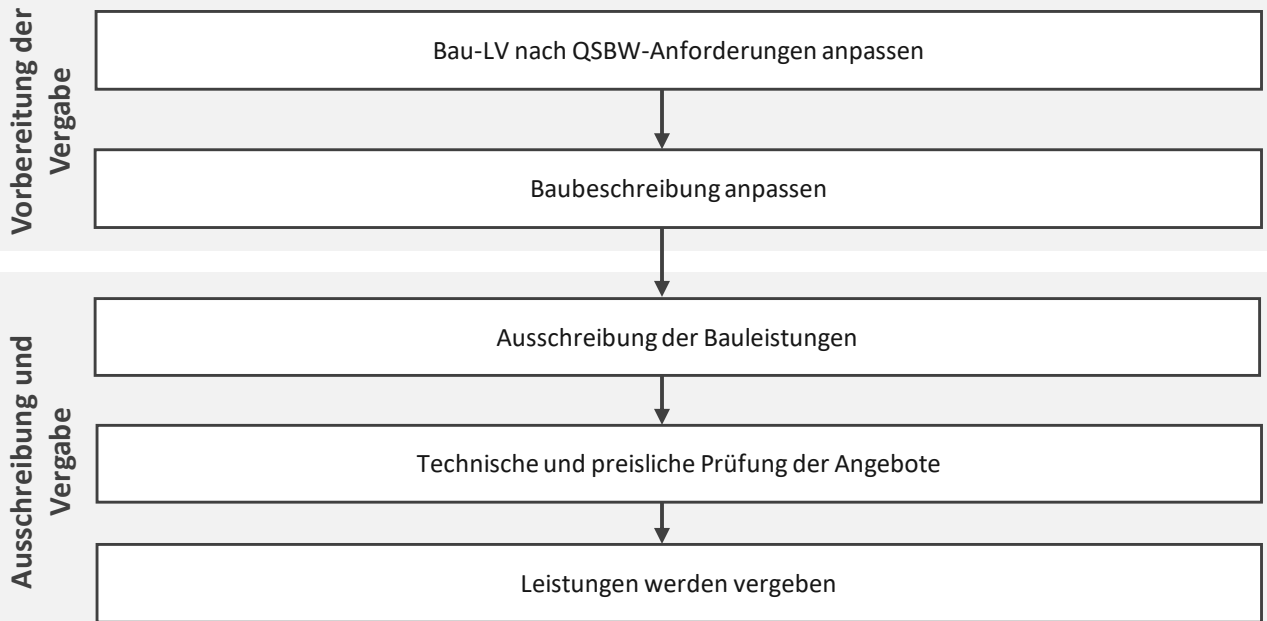 Vorbereitung der
Vergabe
Bau-LV nach QSBW-Anforderungen anpassen
Baubeschreibung anpassen
Ausschreibung und
Vergabe
Ausschreibung der Bauleistungen
Technische und preisliche Prüfung der Angebote
Leistungen werden vergeben